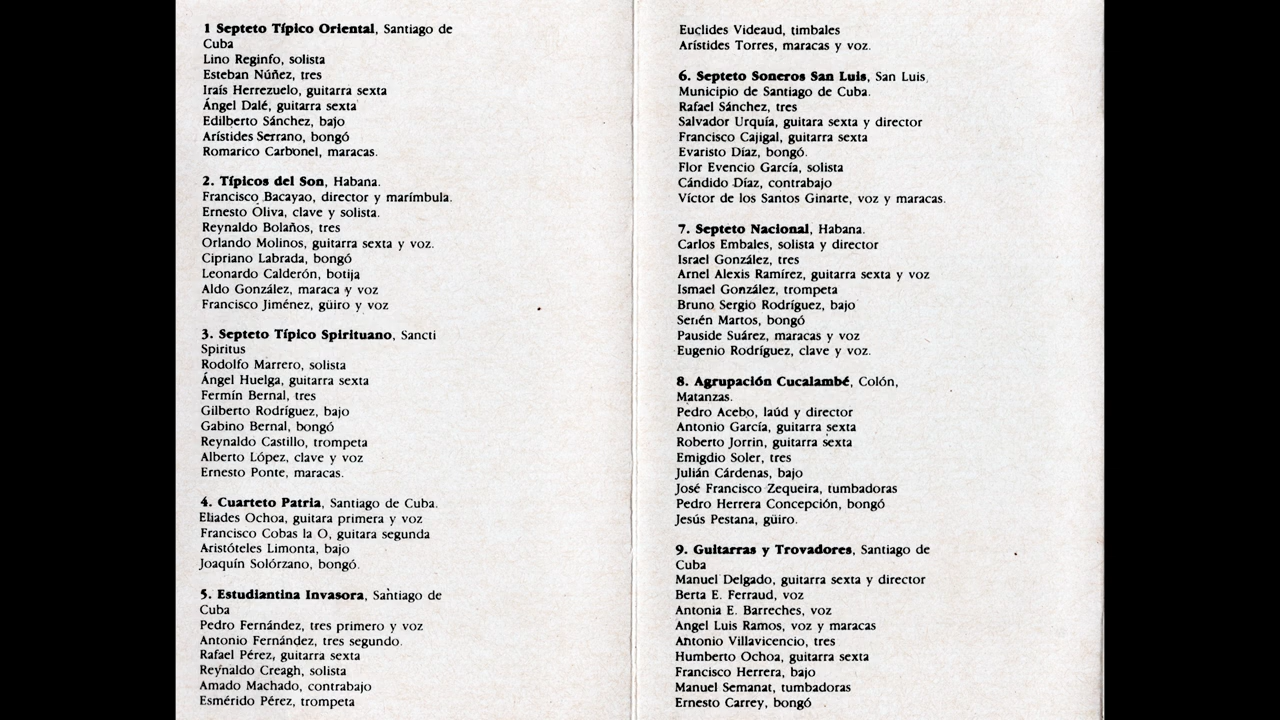 1 Septeto Típico Oriental, Santiago de
Cuba
Lino Reginfo, solista
Esteban Núñez, tres
Iraís Herrezuelo, guitarra sexta
Ángel Dalé, guitarra sexta
Edilberto Sánchez, bajo
Arístides Serrano, bongó
Romarico Carbonel, maracas.
2. Típicos del Son, Habana.
Francisco Bacayao, director y marímbula.
Ernesto Oliva, clave y solista.
Reynaldo Bolaños, tres
Orlando Molinos, guitarra sexta y voz.
Cipriano Labrada, bongó
Leonardo Calderón, botija
Aldo González, maraca y voz
Francisco Jiménez, güiro y voz
3. Septeto Típico Spirituano, Sancti
Spiritus
Rodolfo Marrero, solista
Ángel Huelga, guitarra sexta
Fermín Bernal, tres
Gilberto Rodríguez, bajo
Gabino Bernal, bongó
Reynaldo Castillo, trompeta
Alberto López, clave y voz
Ernesto Ponte, maracas.
4. Cuarteto Patria, Santiago de Cuba.
Eliades Ochoa, guitara primera y voz
Francisco Cobas la O, guitara segunda
Aristóteles Limonta, bajo
Joaquín Solórzano, bongó.
5. Estudiantina Invasora, Santiago de
Cuba
Pedro Fernández, tres primero y voz
Antonio Fernández, tres segundo.
Rafael Pérez, guitarra sexta
Reynaldo Creagh, solista
Amado Machado, contrabajo
Esmérido Pérez, trompeta
Euclides Videaud, timbales
Arístides Torres, maracas y voz.
6. Septeto Soneros San Luis, San Luis
Municipio de Santiago de Cuba.
Rafael Sánchez, tres
Salvador Urquía, guitara sexta y director
Francisco Cajigal, guitarra sexta
Evaristo Díaz, bongó.
Flor Evencio García, solista
Cándido Díaz, contrabajo
Víctor de los Santos Ginarte, voz y maracas.
7. Septeto Nacional, Habana.
Carlos Embales, solista y director
Israel González, tres
Arnel Alexis Ramírez, guitarra sexta y voz
Ismael González, trompeta
Bruno Sergio Rodríguez, bajo
Senén Martos, bongó
Pauside Suárez, maracas y voz
Eugenio Rodríguez, clave y voz.
8. Agrupación Cucalambé, Colón,
Matanzas.
Pedro Acebo, laúd y director
Antonio García, guitarra sexta
Roberto Jorrin, guitarra sexta
Emigdio Soler, tres
Julián Cárdenas, bajo
José Francisco Zequeira, tumbadoras
Pedro Herrera Concepción, bongó
Jesús Pestana, güiro.
9. Guitarras y Trovadores, Santiago de
Cuba
Manuel Delgado, guitarra sexta y director
Berta E. Ferraud, voz
Antonia E. Barreches, voz
Angel Luis Ramos, voz y maracas
Antonio Villavicencio, tres
Humberto Ochoa, guitarra sexta
Francisco Herrera, bajo
Manuel Semanat, tumbadoras
Ernesto Carrey, bongó